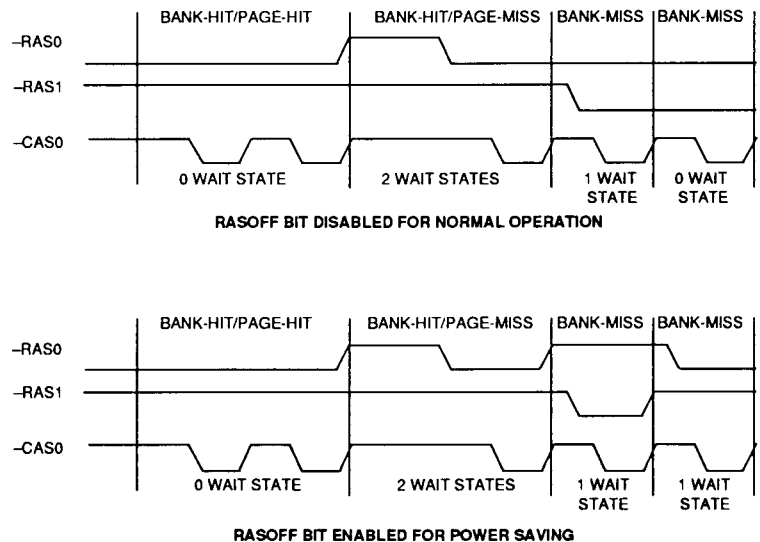 BANK-HIT/PAGE-HIT BANK-HIT/PAGE-MISS BANK-MISS BANK-MISS
–RAS0
–RAS1
–CAS0
0 WAIT STATE 2 WAIT STATES 1 WAIT STATE 0 WAIT STATE
RASOFF BIT DISABLED FOR NORMAL OPERATION
BANK-HIT/PAGE-HIT BANK-HIT/PAGE-MISS BANK-MISS BANK-MISS
–RAS0
–RAS1
–CAS0
0 WAIT STATE 2 WAIT STATES 1 WAIT STATE 1 WAIT STATE
RASOFF BIT ENABLED FOR POWER SAVING